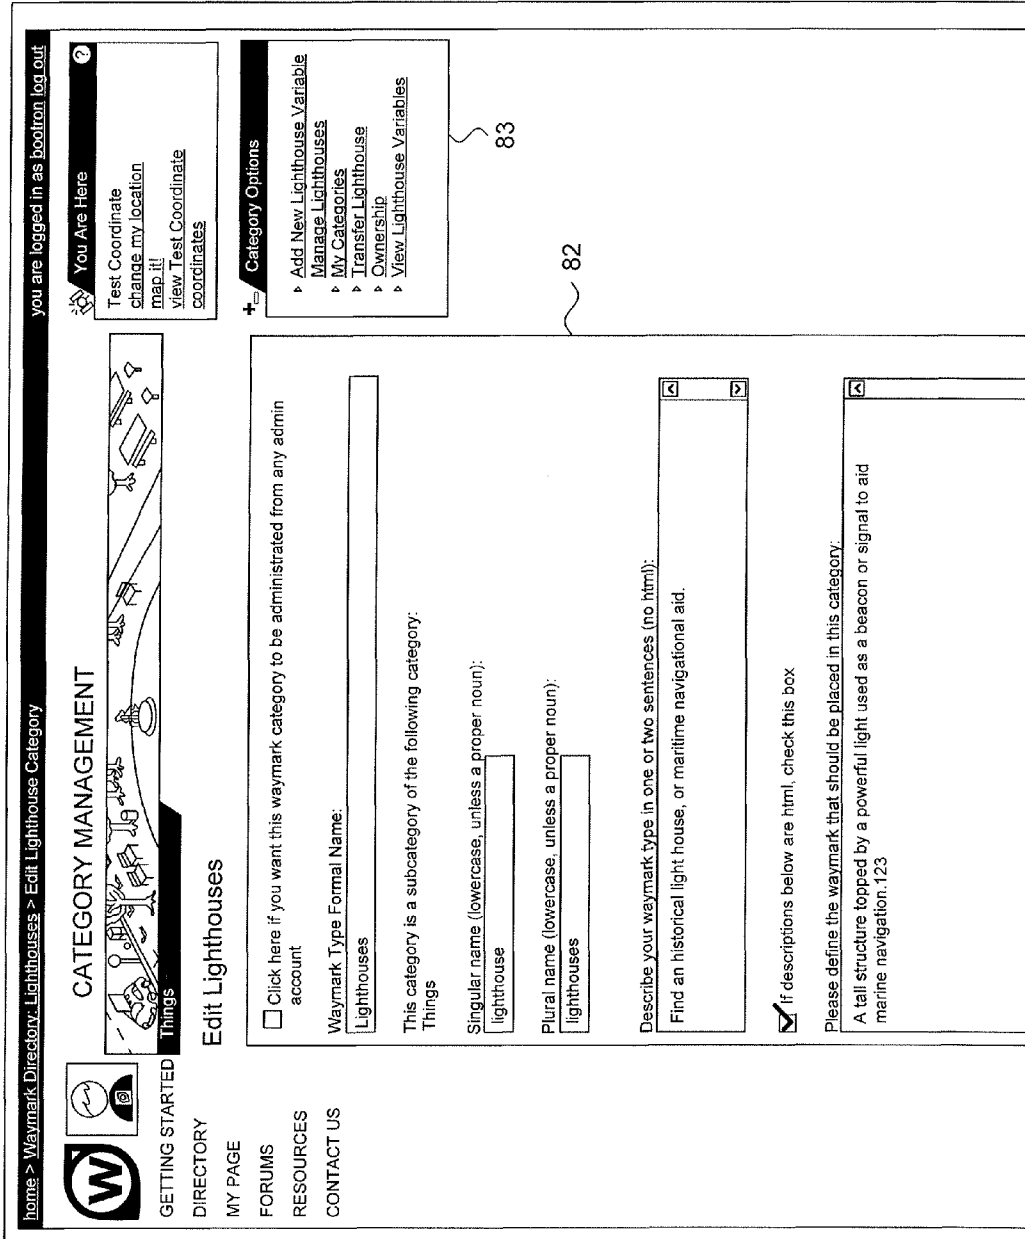 home > Waymark Directory: Lighthouses > Edit Lighthouse Category
you are logged in as bootron log out
W
GETTING STARTED
DIRECTORY
MY PAGE
FORUMS
RESOURCES
CONTACT US
CATEGORY MANAGEMENT
Things
Edit Lighthouses
Click here if you want this waymark category to be administrated from any admin
account
Waymark Type Formal Name:
Lighthouses
This category is a subcategory of the following category:
Things
Singular name (lowercase, unless a proper noun):
lighthouse
Plural name (lowercase, unless a proper noun):
lighthouses
Describe your waymark type in one or two sentences (no html):
Find an historical light house, or maritime navigational aid.
If descriptions below are html, check this box
Please define the waymark that should be placed in this category:
A tall structure topped by a powerful light used as a beacon or signal to aid
marine navigation.123
You Are Here
?
Test Coordinate
change my location
map it!
view Test Coordinate
coordinates
Category Options
Add New Lighthouse Variable
Manage Lighthouses
My Categories
Transfer Lighthouse
Ownership
View Lighthouse Variables
82
83